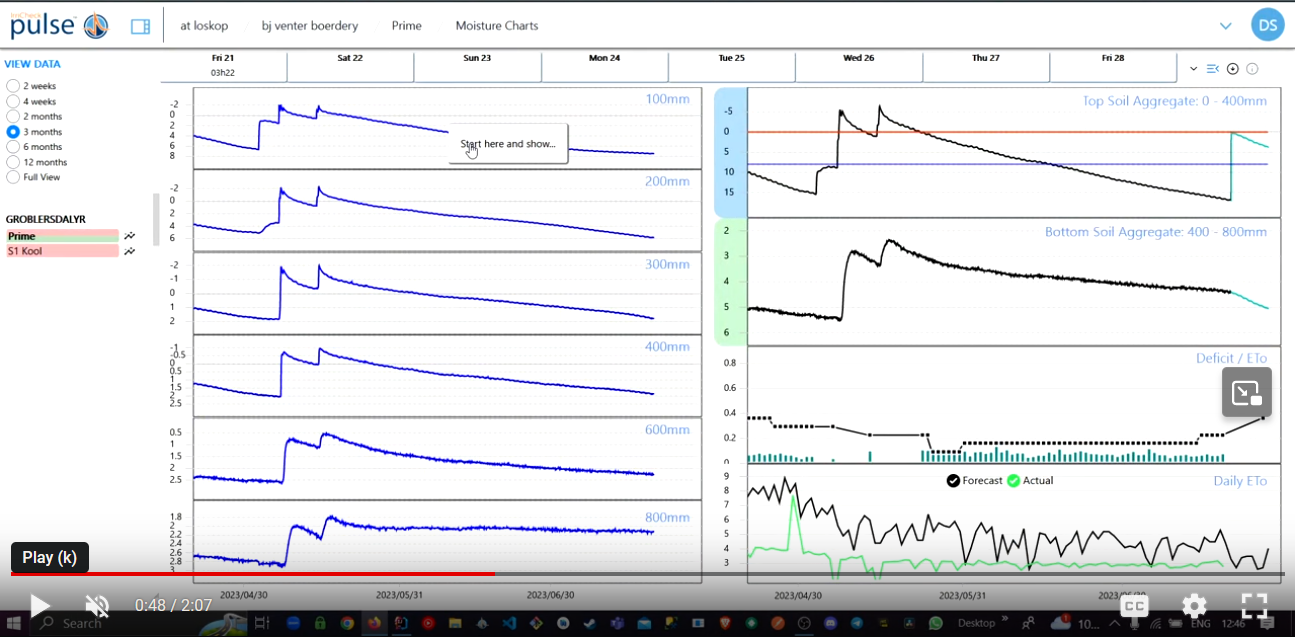 irriCheck
pulse
at loskop bj venter boerdery Prime Moisture Charts
DS
VIEW DATA
2 weeks
4 weeks
2 months
3 months
6 months
12 months
Full View
GROBLERSDALYR
Prime
S1 Kool
Fri 21 Sat 22 Sun 23 Mon 24 Tue 25 Wed 26 Thu 27 Fri 28
03h22
100mm
-2
0
2
4
6
8
Start here and show...
200mm
-2
0
2
4
6
300mm
-2
-1
0
1
2
400mm
-1
-0.5
0
0.5
1
1.5
2
2.5
600mm
0.5
1
1.5
2
2.5
800mm
1.8
2
2.2
2.4
2.6
2.8
3
2023/04/30 2023/05/31 2023/06/30
Top Soil Aggregate: 0 - 400mm
-5
0
5
10
15
Bottom Soil Aggregate: 400 - 800mm
2
3
4
5
6
Deficit / ETo
0.8
0.6
0.4
0.2
0
Forecast Actual
Daily ETo
9
8
7
6
5
4
3
2023/04/30 2023/05/31 2023/06/30
Play (k)
0:48 / 2:07
CC
Search
Desktop
10...
ENG 12:46